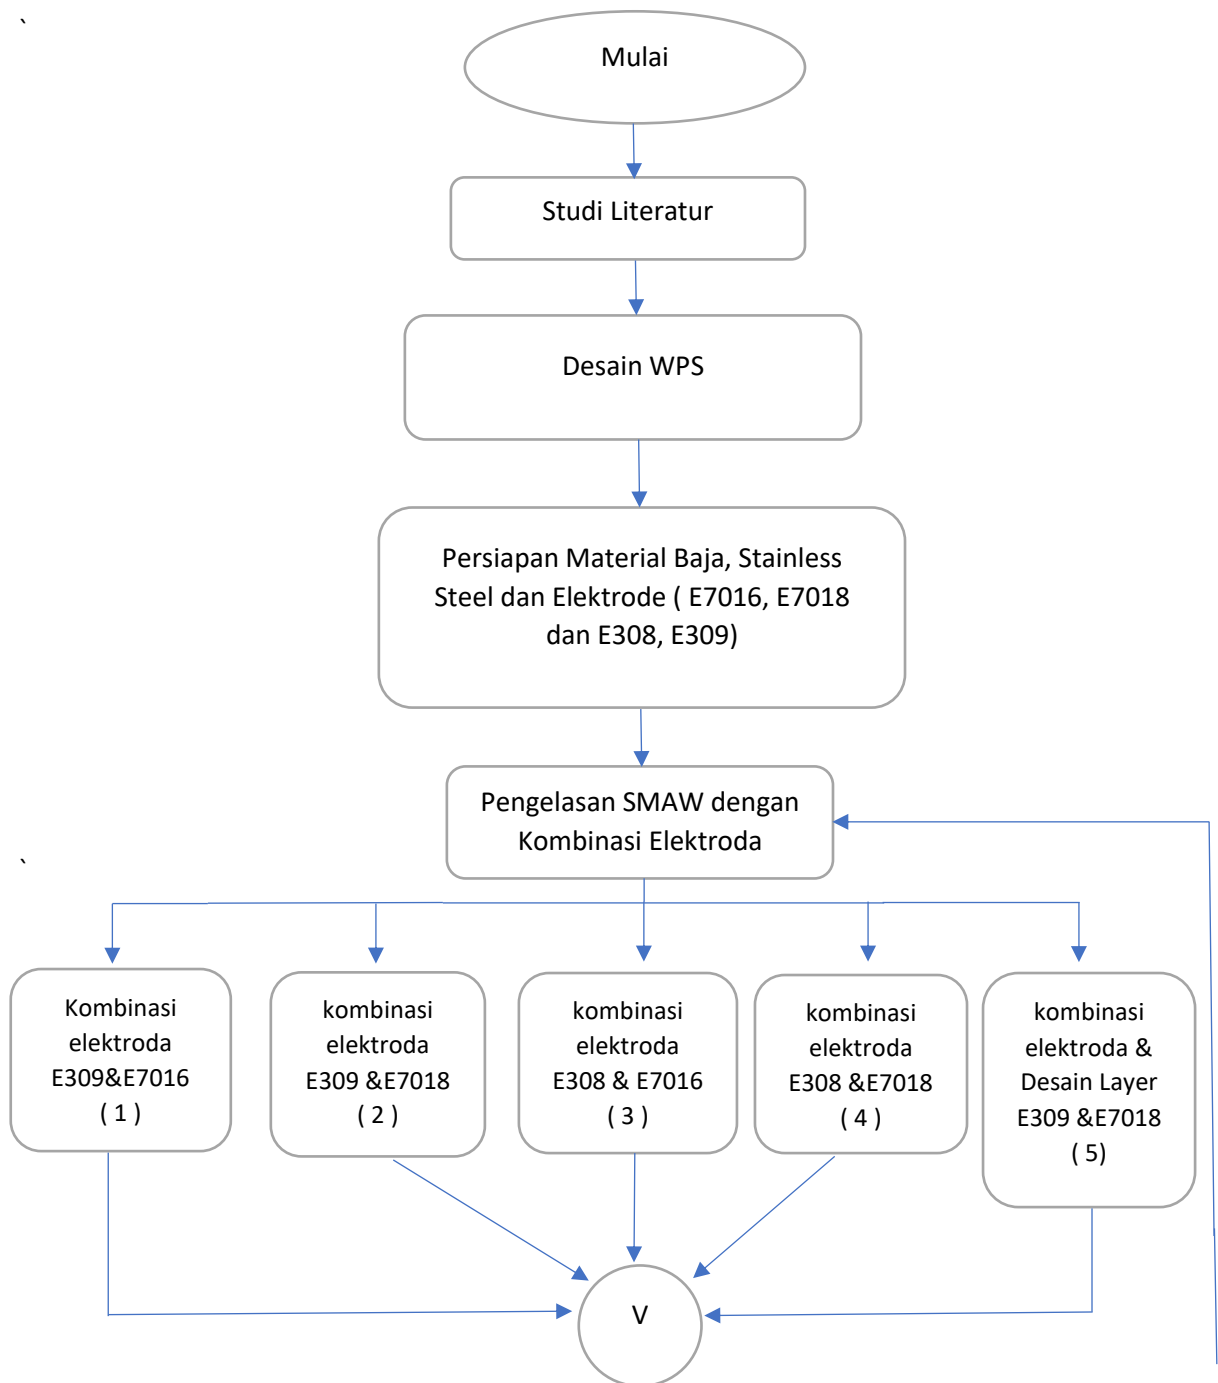 `
Mulai
Studi Literatur
Desain WPS
Persiapan Material Baja, Stainless
Steel dan Elektrode ( E7016, E7018
dan E308, E309)
Pengelasan SMAW dengan
Kombinasi Elektroda
`
Kombinasi
elektroda
E309&E7016
( 1 )
kombinasi
elektroda
E309 &E7018
( 2 )
kombinasi
elektroda
E308 & E7016
( 3 )
kombinasi
elektroda
E308 &E7018
( 4 )
kombinasi
elektroda &
Desain Layer
E309 &E7018
( 5)
V